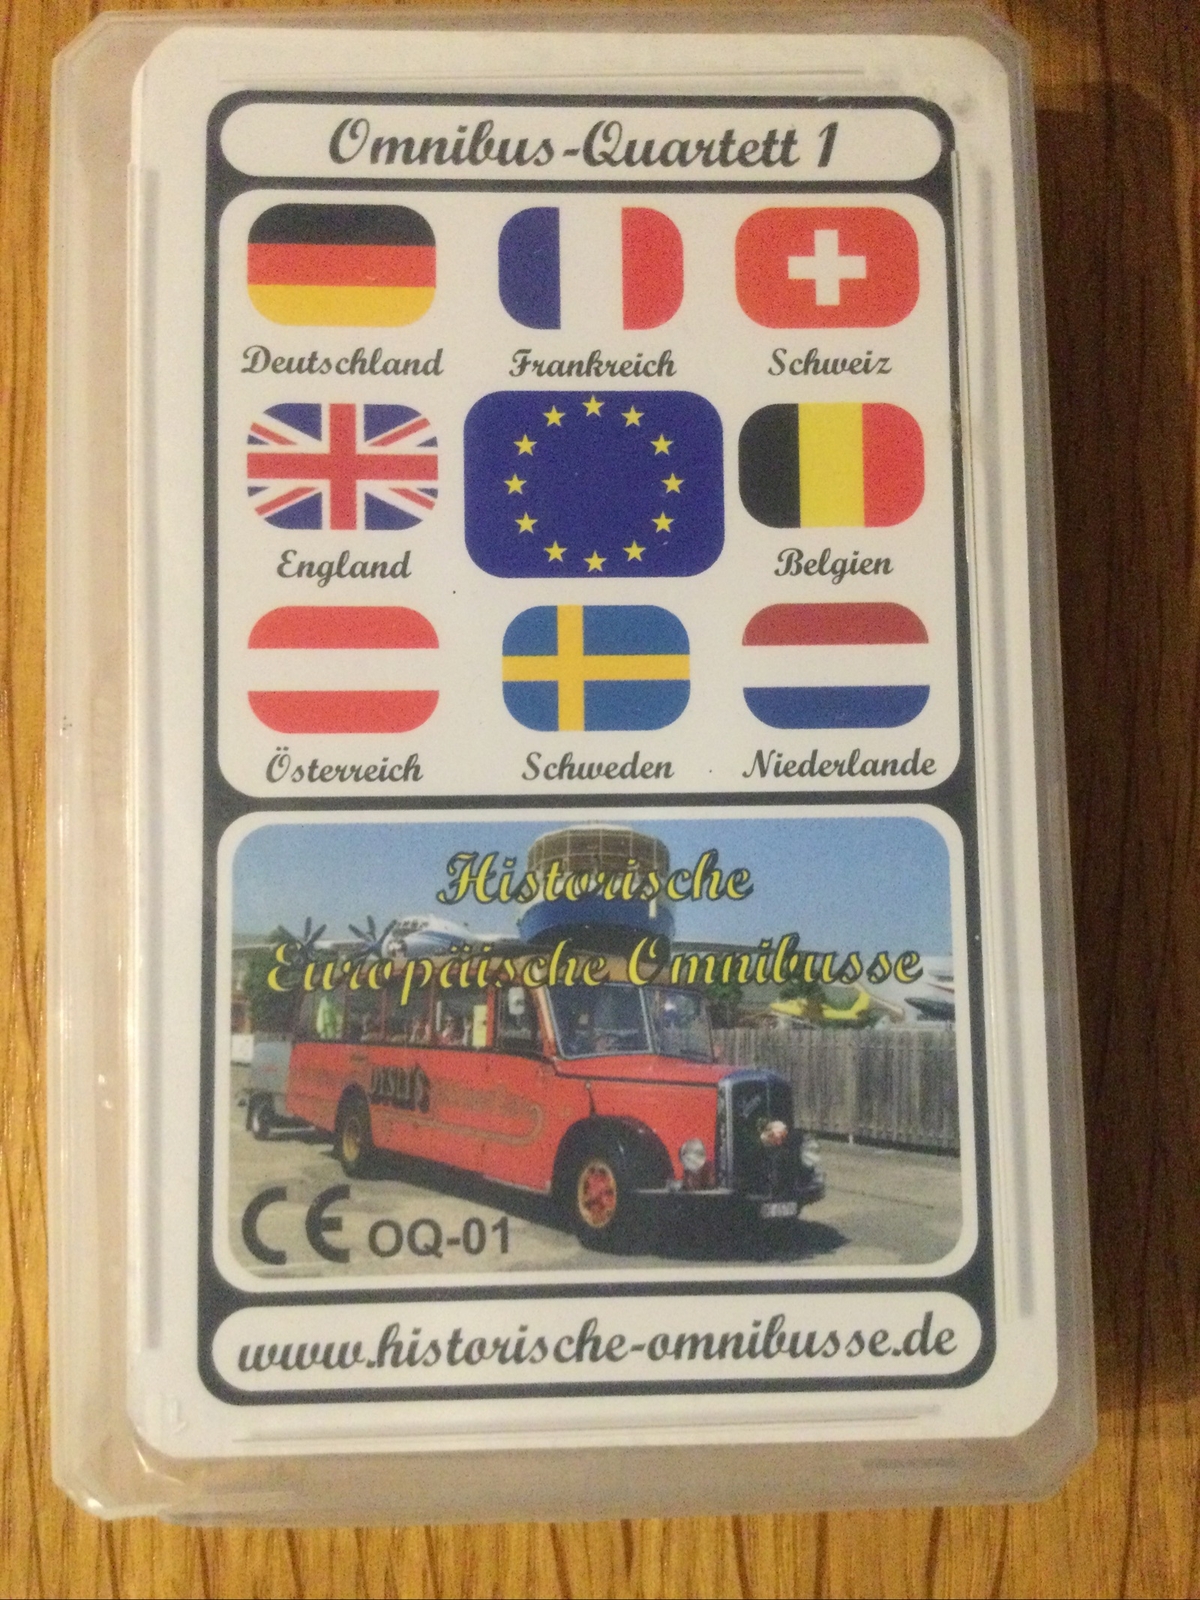 Omnibus-Quartett 1
Deutschland Frankreich Schweiz
England Belgien
Österreich Schweden Niederlande
Historische
Europäische Omnibusse
CE OQ-01
www.historische-omnibusse.de